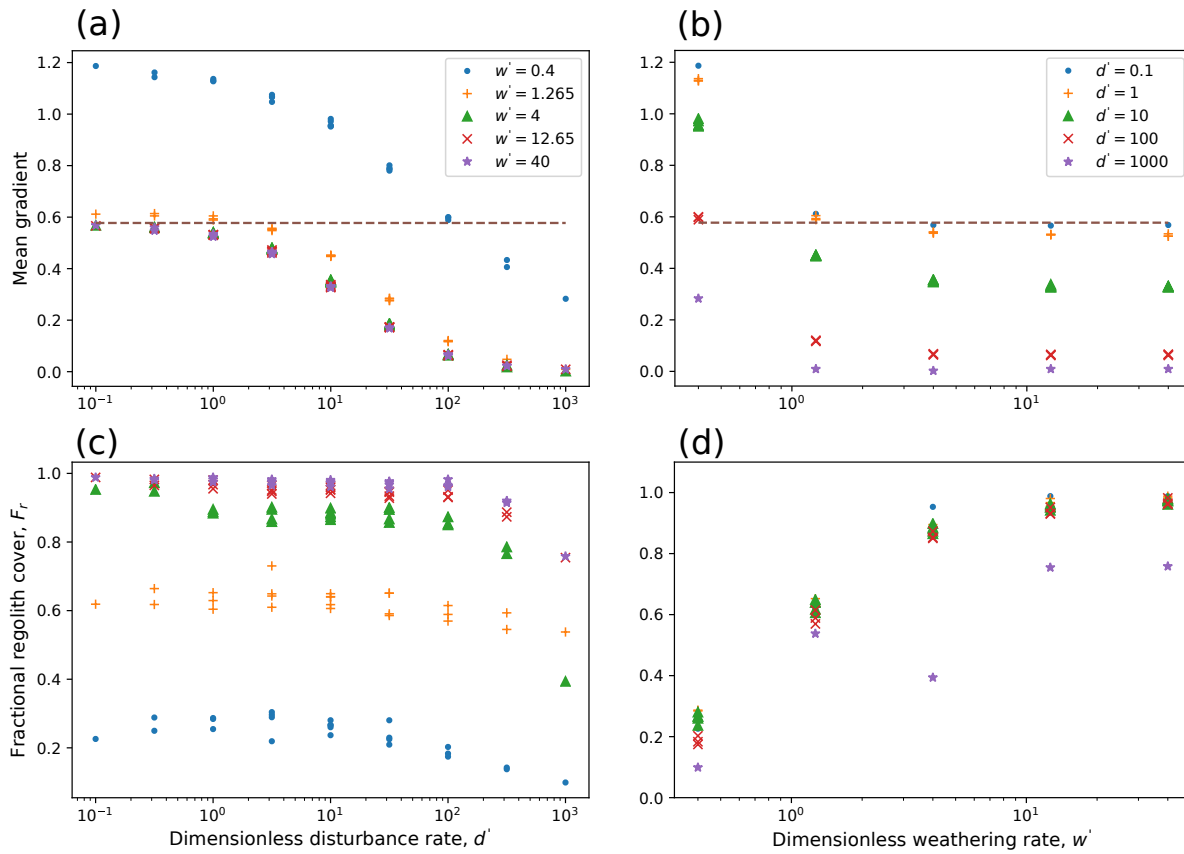 (a)
Mean gradient
1.2
1.0
0.8
0.6
0.4
0.2
0.0
10⁻¹
10⁰
10¹
10²
10³
w' = 0.4
w' = 1.265
w' = 4
w' = 12.65
w' = 40
(b)
1.2
1.0
0.8
0.6
0.4
0.2
0.0
10⁰
10¹
d' = 0.1
d' = 1
d' = 10
d' = 100
d' = 1000
(c)
Fractional regolith cover, Fᵣ
1.0
0.8
0.6
0.4
0.2
10⁻¹
10⁰
10¹
10²
10³
Dimensionless disturbance rate, d'
(d)
1.0
0.8
0.6
0.4
0.2
0.0
10⁰
10¹
Dimensionless weathering rate, w'